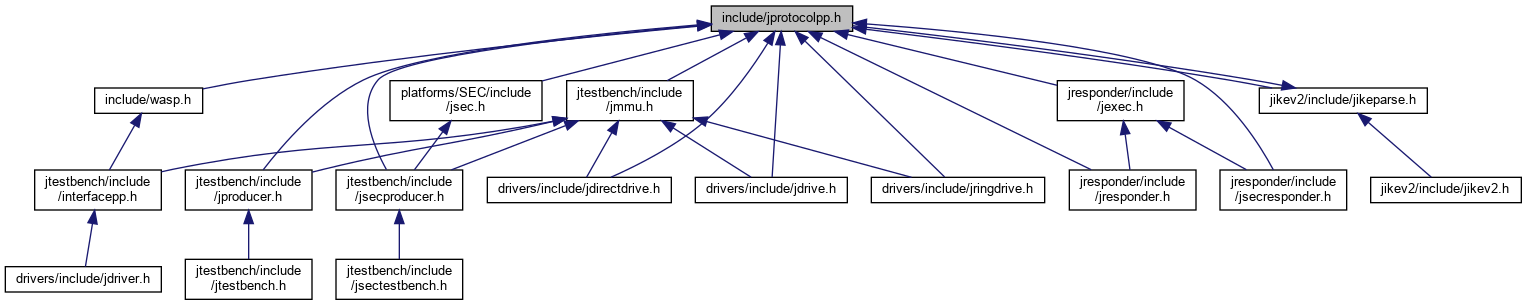 include/jprotocolpp.h
include/wasp.h
platforms/SEC/include
/jsec.h
jtestbench/include
/jmmu.h
jresponder/include
/jexec.h
jikev2/include/jikeparse.h
jtestbench/include
/interfacepp.h
jtestbench/include
/jproducer.h
jtestbench/include
/jsecproducer.h
drivers/include/jdirectdrive.h
drivers/include/jdrive.h
drivers/include/jringdrive.h
jresponder/include
/jresponder.h
jresponder/include
/jsecresponder.h
jikev2/include/jikev2.h
drivers/include/jdriver.h
jtestbench/include
/jtestbench.h
jtestbench/include
/jsectestbench.h